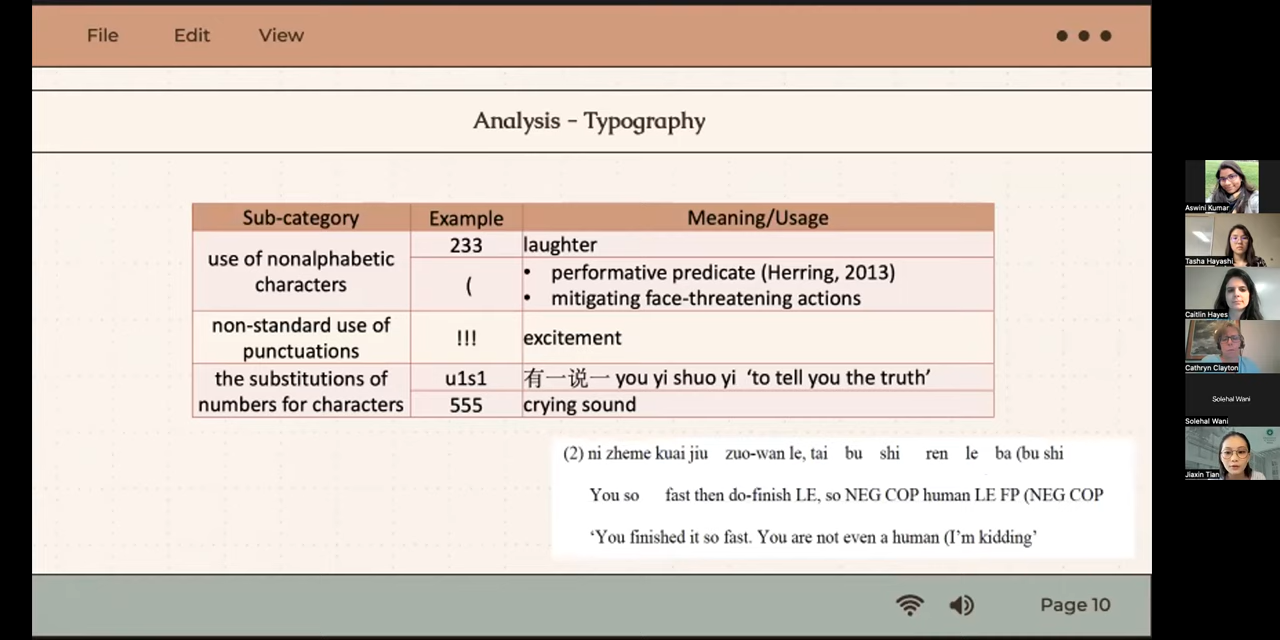 File Edit View
Analysis - Typography
Sub-category Example Meaning/Usage
use of nonalphabetic characters
233 laughter
( • performative predicate (Herring, 2013)
• mitigating face-threatening actions
non-standard use of punctuations
!!! excitement
the substitutions of numbers for characters
u1s1 有一说一 you yi shuo yi 'to tell you the truth'
555 crying sound
(2) ni zheme kuai jiu zuo-wan le, tai bu shi ren le ba (bu shi
You so fast then do-finish LE, so NEG COP human LE FP (NEG COP
'You finished it so fast. You are not even a human (I'm kidding'
Page 10
Aswini Kumar
Tasha Hayashi
Caitlin Hayes
Cathryn Clayton
Solehal Wani
Solehal Wani
Jiaxin Tian